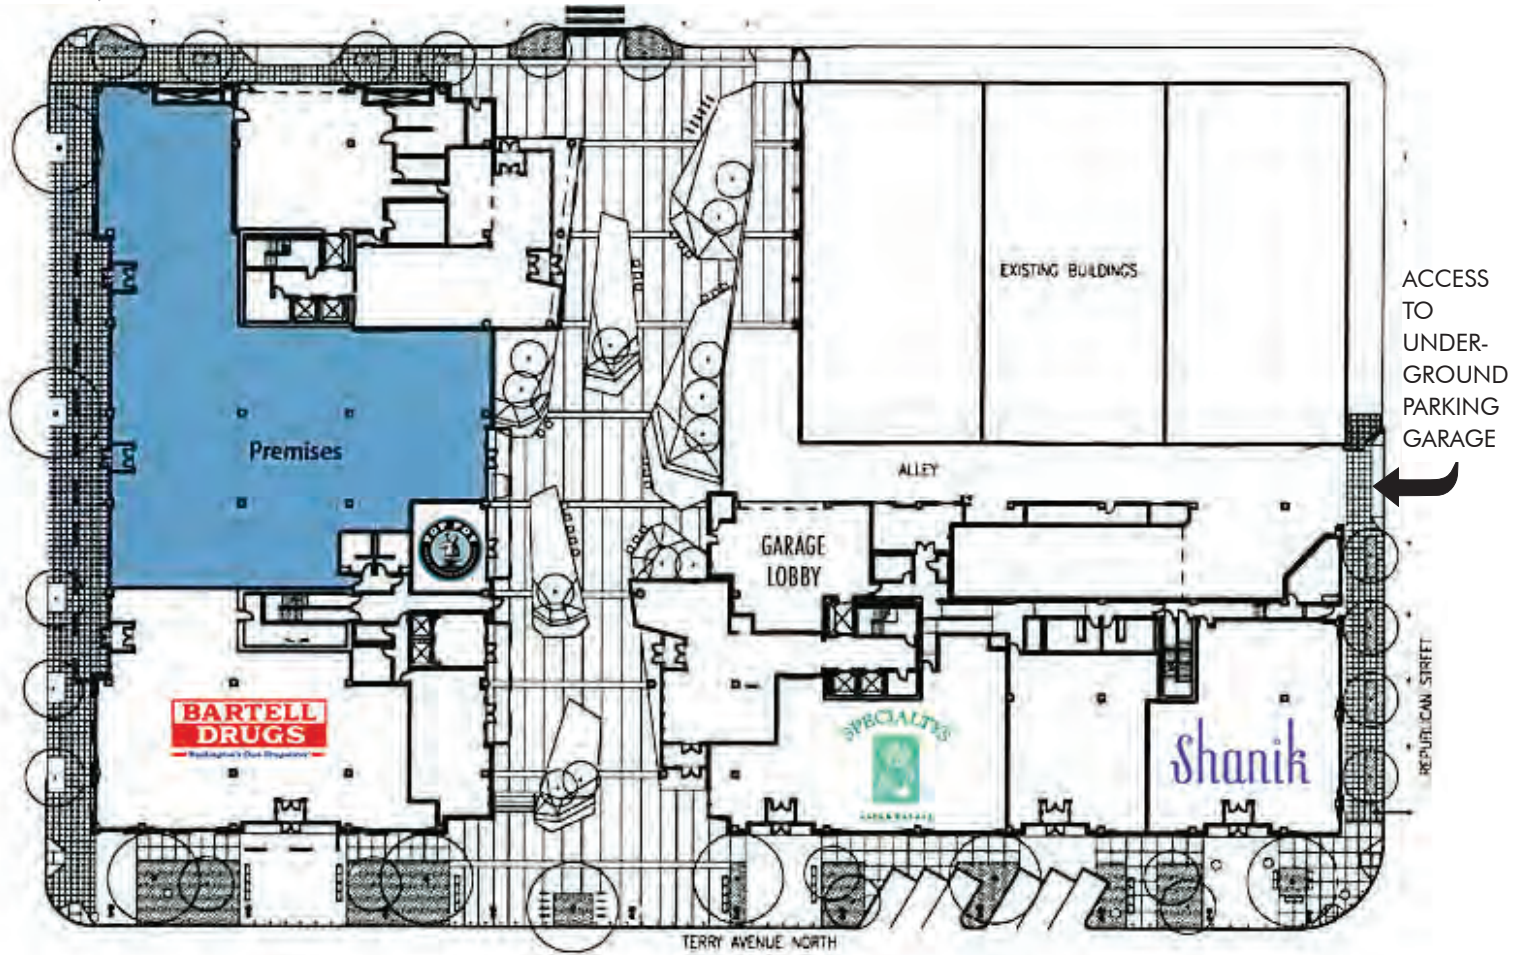 EXISTING BUILDINGS
ACCESS
TO
UNDER-
GROUND
PARKING
GARAGE
Premises
ALLEY
GARAGE
LOBBY
BARTELL
DRUGS
SPECIALTY'S
Shanik
REPUBLICAN STREET
TERRY AVENUE NORTH